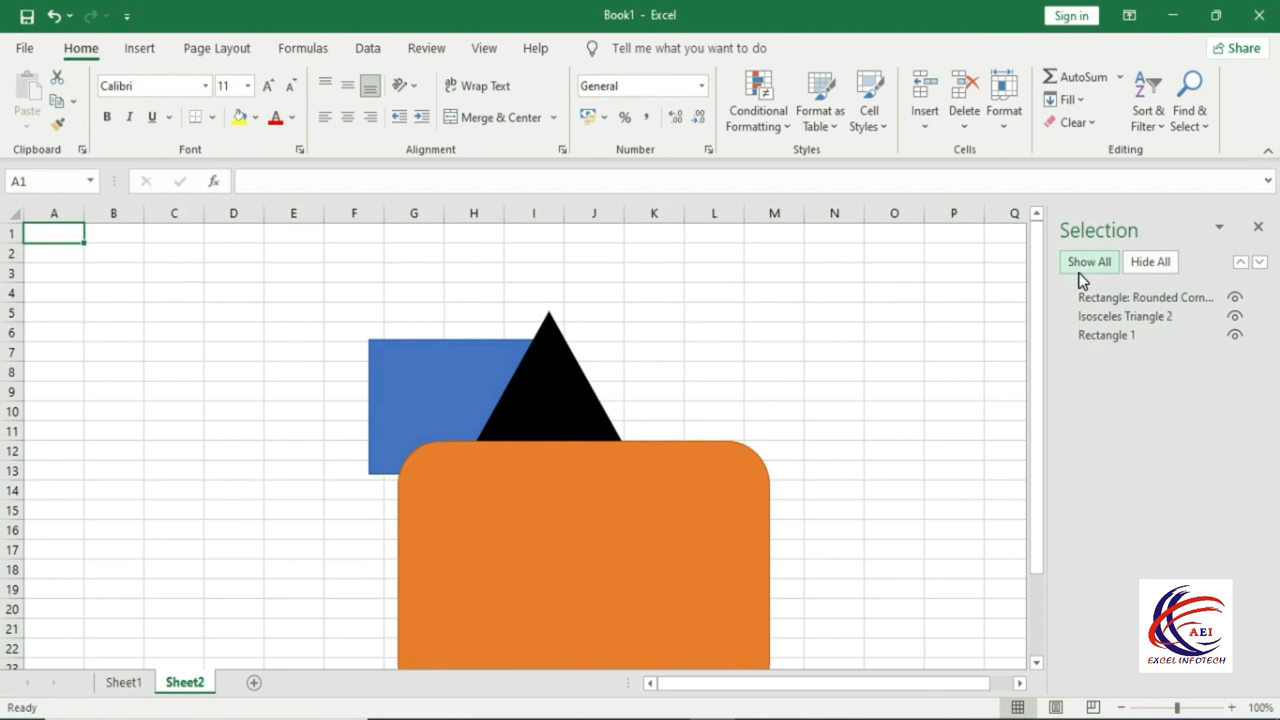 Book1 - Excel
Sign in
File Home Insert Page Layout Formulas Data Review View Help Tell me what you want to do Share
Paste
Calibri 11
B I U A
Wrap Text
Merge & Center
General
% ,
Conditional Formatting
Format as Table
Cell Styles
Insert Delete Format
AutoSum
Fill
Clear
Sort & Filter
Find & Select
Clipboard Font Alignment Number Styles Cells Editing
A1 fx
A B C D E F G H I J K L M N O P Q
1
2
3
4
5
6
7
8
9
10
11
12
13
14
15
16
17
18
19
20
21
22
23
Selection
Show All Hide All
Rectangle: Rounded Corn...
Isosceles Triangle 2
Rectangle 1
AEI
EXCEL INFOTECH
Sheet1 Sheet2
Ready 100%